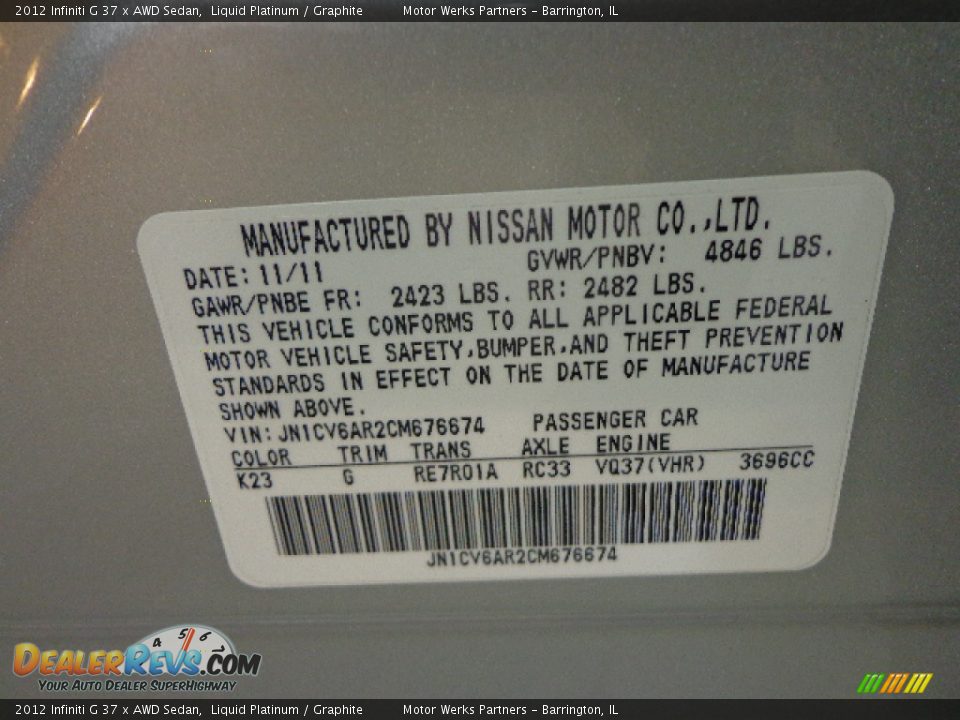 2012 Infiniti G 37 x AWD Sedan, Liquid Platinum / Graphite Motor Werks Partners - Barrington, IL
MANUFACTURED BY NISSAN MOTOR CO.,LTD.
DATE: 11/11 GVWR/PNBV: 4846 LBS.
GAWR/PNBE FR: 2423 LBS. RR: 2482 LBS.
THIS VEHICLE CONFORMS TO ALL APPLICABLE FEDERAL
MOTOR VEHICLE SAFETY,BUMPER,AND THEFT PREVENTION
STANDARDS IN EFFECT ON THE DATE OF MANUFACTURE
SHOWN ABOVE.
VIN: JN1CV6AR2CM676674 PASSENGER CAR
COLOR TRIM TRANS AXLE ENGINE
K23 G RE7R01A RC33 VQ37(VHR) 3696CC
JN1CV6AR2CM676674
4 5 6 7
DEALERREVS.COM
YOUR AUTO DEALER SUPERHIGHWAY
2012 Infiniti G 37 x AWD Sedan, Liquid Platinum / Graphite Motor Werks Partners - Barrington, IL